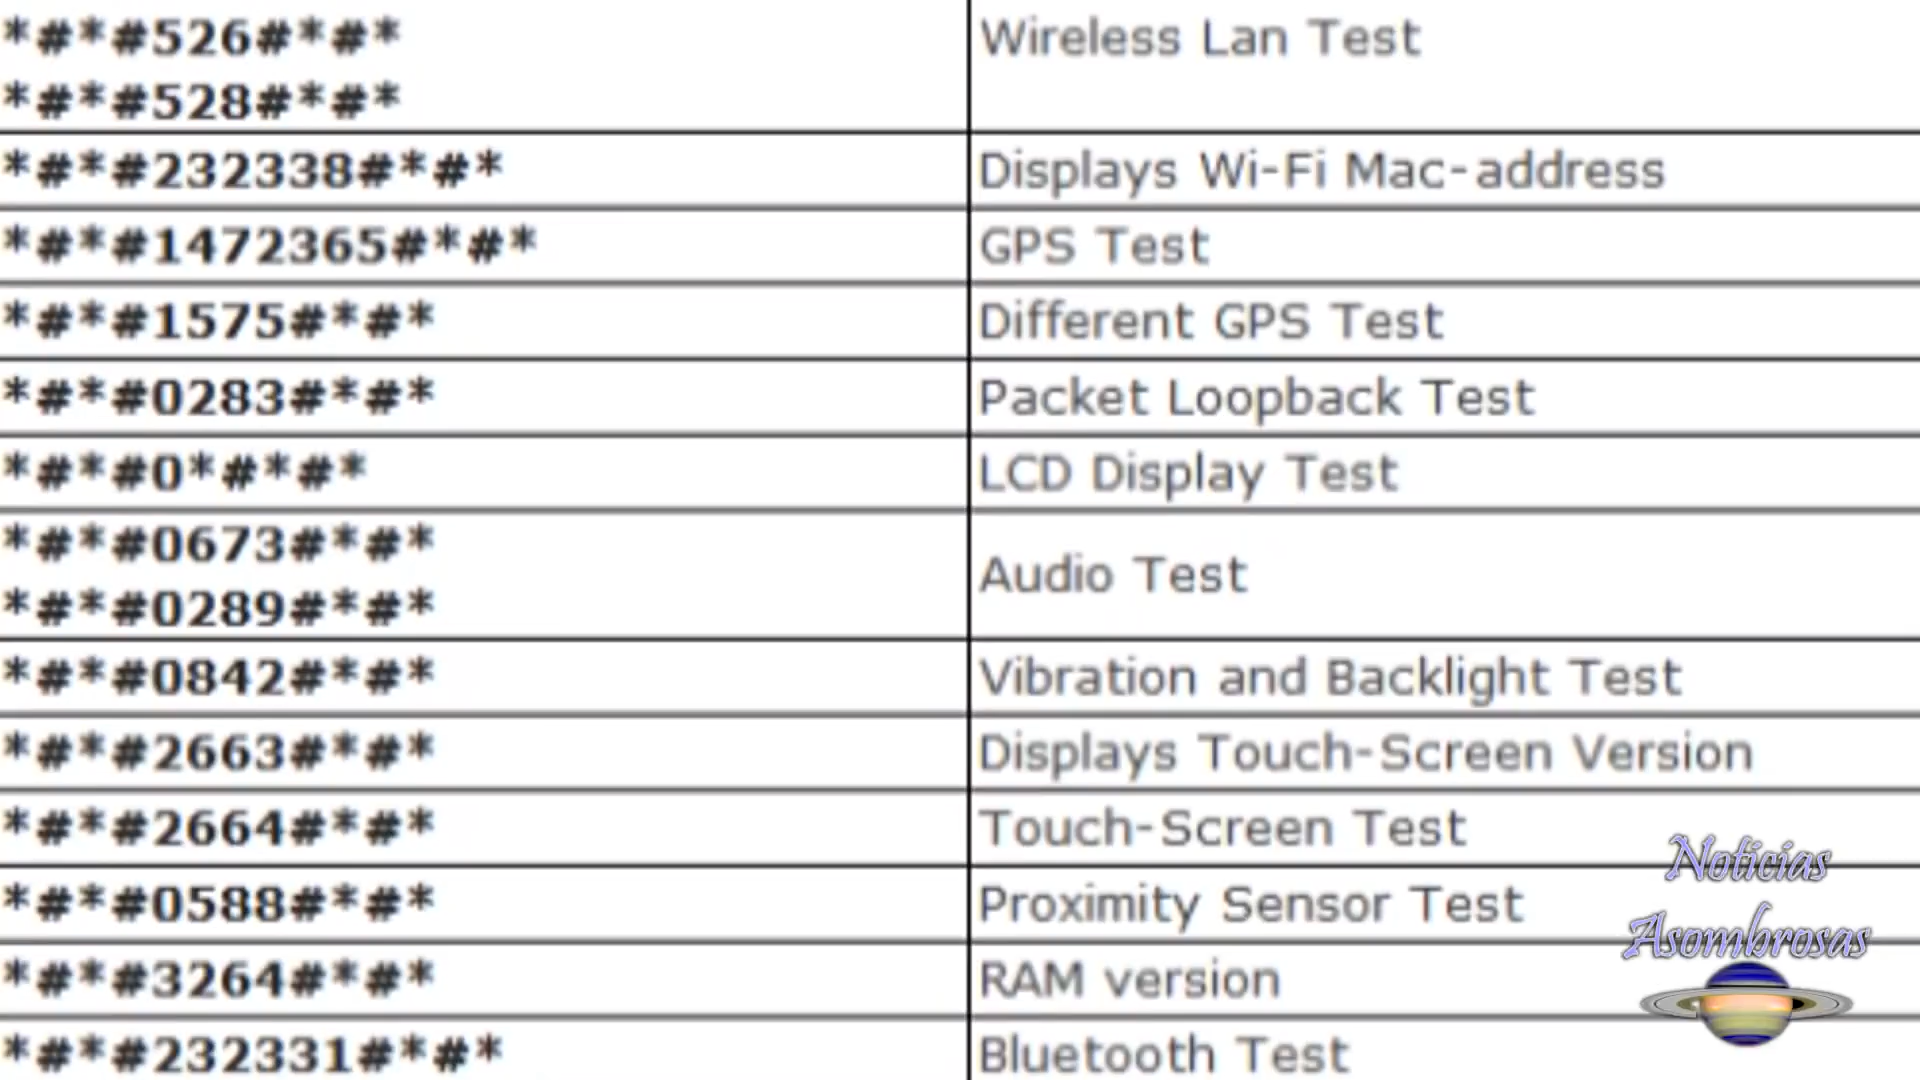 *#*#526#*#*
*#*#528#*#*
Wireless Lan Test
*#*#232338#*#* Displays Wi-Fi Mac-address
*#*#1472365#*#* GPS Test
*#*#1575#*#* Different GPS Test
*#*#0283#*#* Packet Loopback Test
*#*#0*#*#* LCD Display Test
*#*#0673#*#*
*#*#0289#*#*
Audio Test
*#*#0842#*#* Vibration and Backlight Test
*#*#2663#*#* Displays Touch-Screen Version
*#*#2664#*#* Touch-Screen Test
*#*#0588#*#* Proximity Sensor Test
*#*#3264#*#* RAM version
*#*#232331#*#* Bluetooth Test
Noticias
Asombrosas